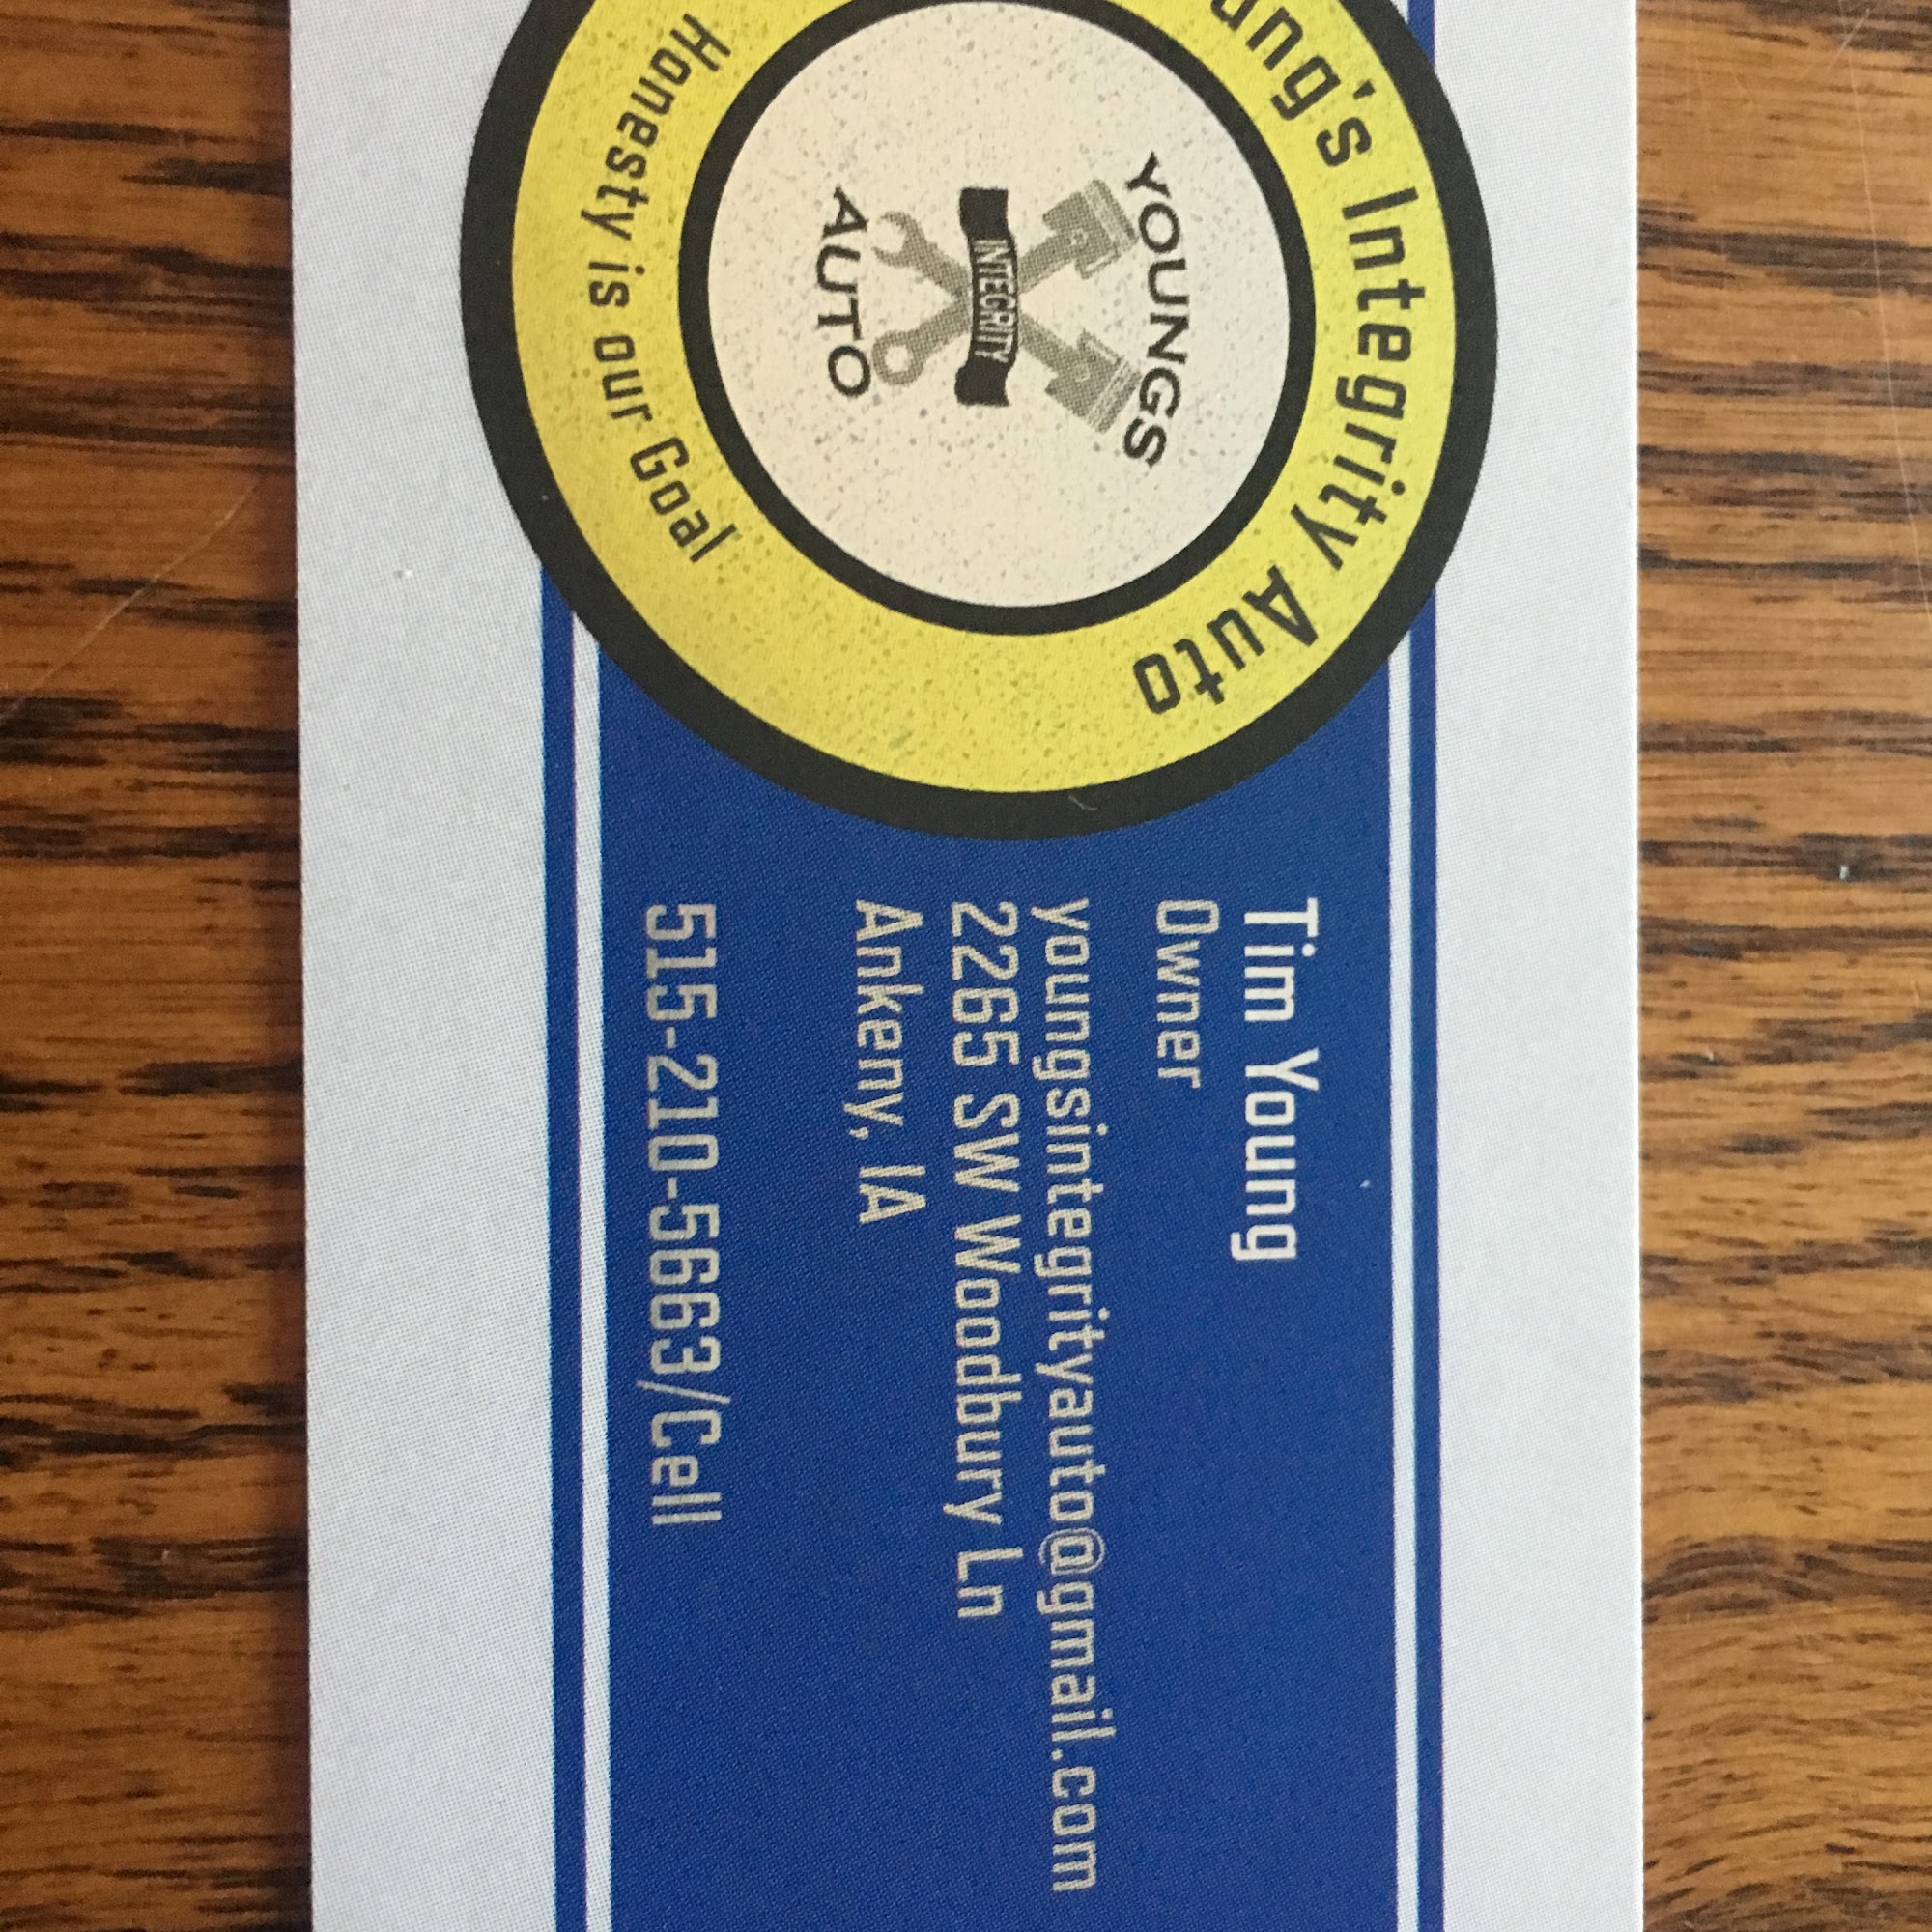 Integrity Auto
YOUNGS
INTEGRITY
AUTO
Honesty is our Goal
Tim Young
Owner
youngsintegrityauto@gmail.com
2265 SW Woodbury Ln
Ankeny, IA
515-210-5663/Cell